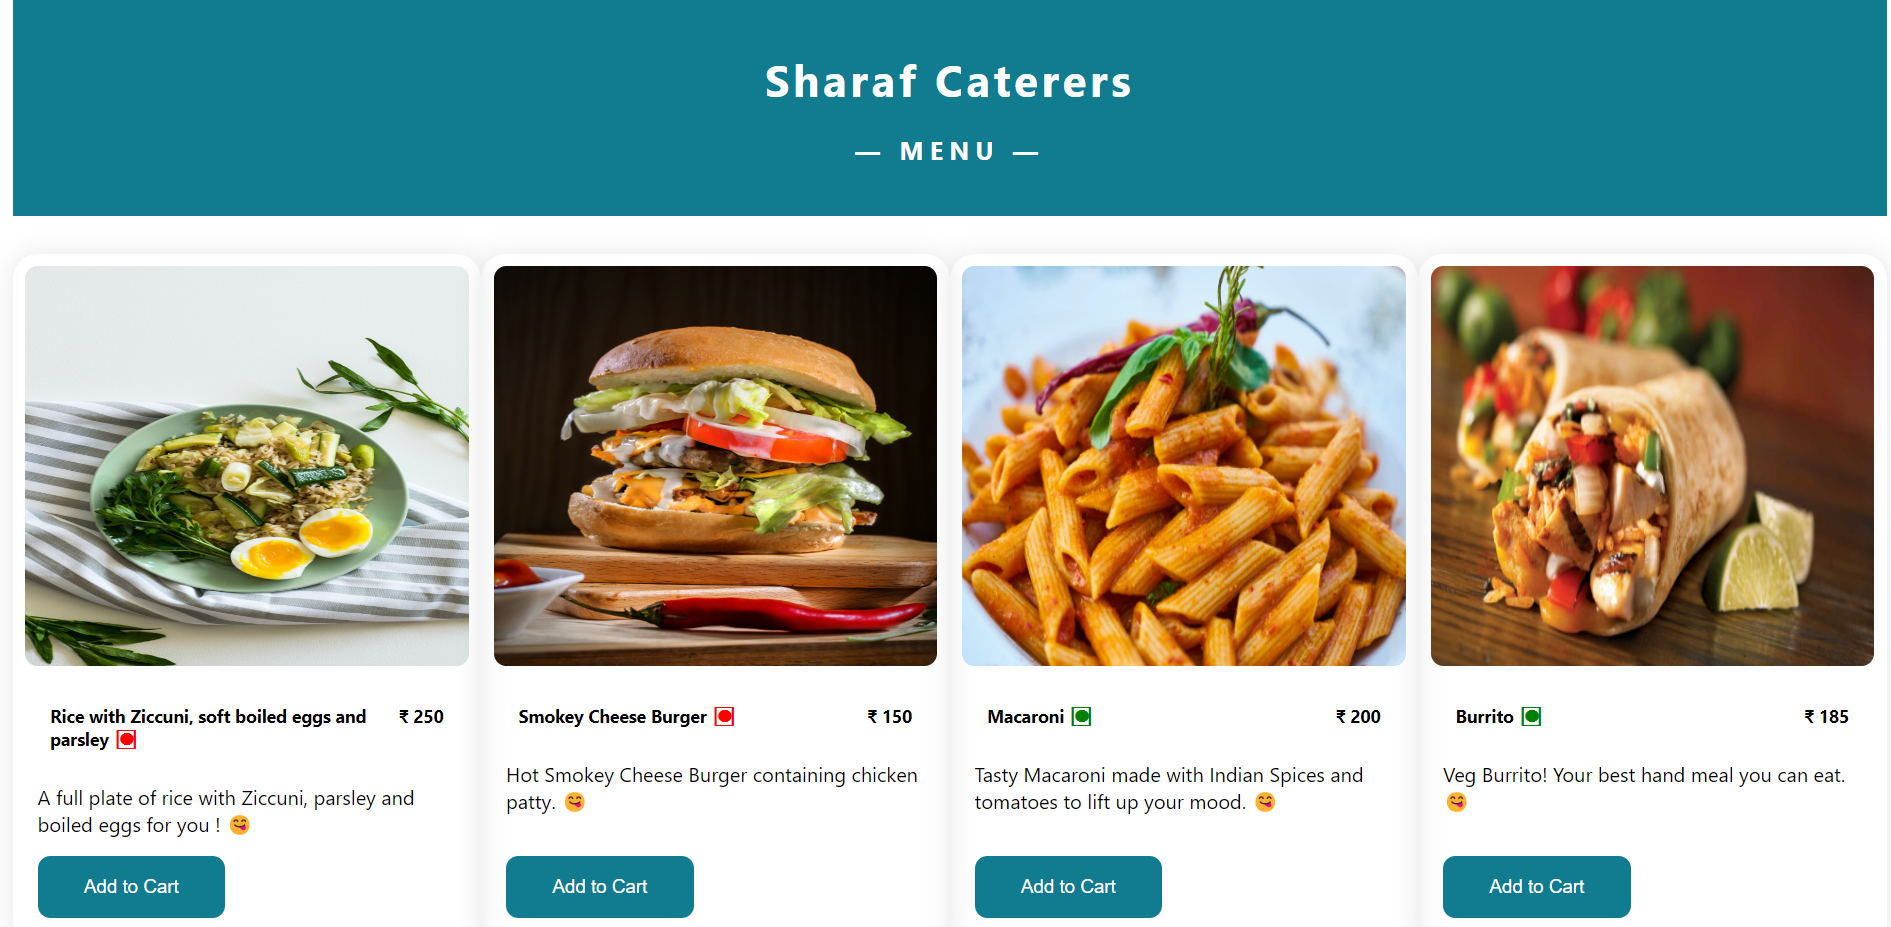 Sharaf Caterers
— MENU —
Rice with Ziccuni, soft boiled eggs and
parsley 🟥 ₹ 250
A full plate of rice with Ziccuni, parsley and
boiled eggs for you ! 😋
Add to Cart
Smokey Cheese Burger ₹ 150
Hot Smokey Cheese Burger containing chicken
patty. 😋
Add to Cart
Macaroni ₹ 200
Tasty Macaroni made with Indian Spices and
tomatoes to lift up your mood. 😋
Add to Cart
Burrito ₹ 185
Veg Burrito! Your best hand meal you can eat.
😋
Add to Cart